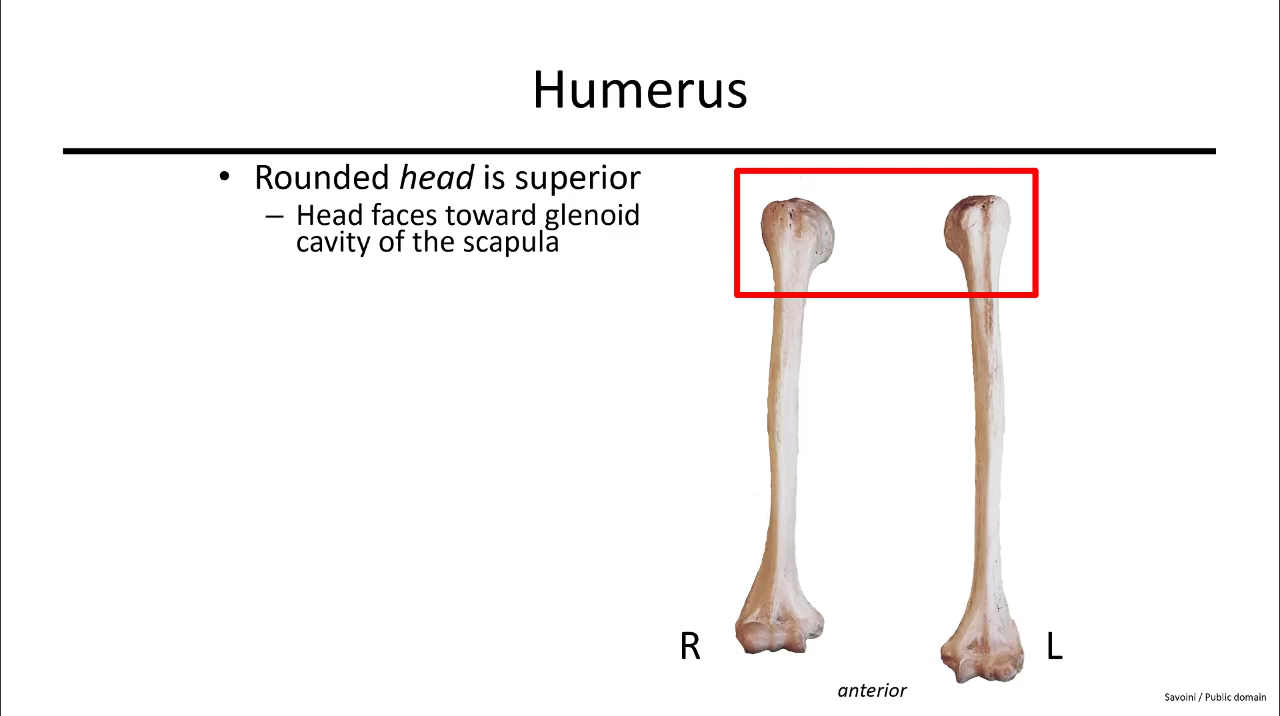 Humerus
• Rounded head is superior
– Head faces toward glenoid
cavity of the scapula
R
L
anterior
Savoini / Public domain